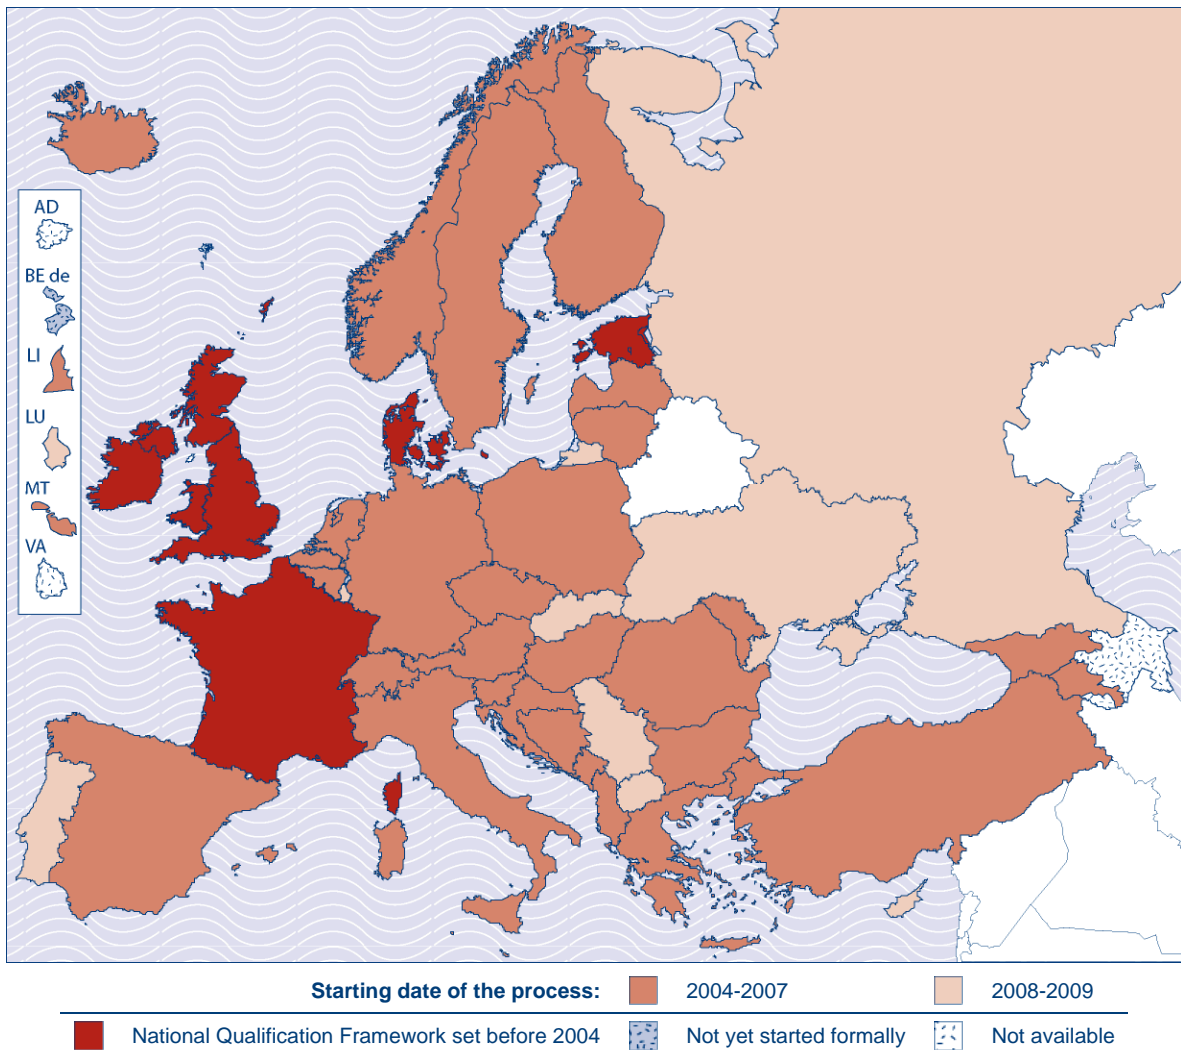 AD
BE de
LI
LU
MT
VA
Starting date of the process: 2004-2007 2008-2009
National Qualification Framework set before 2004 Not yet started formally Not available